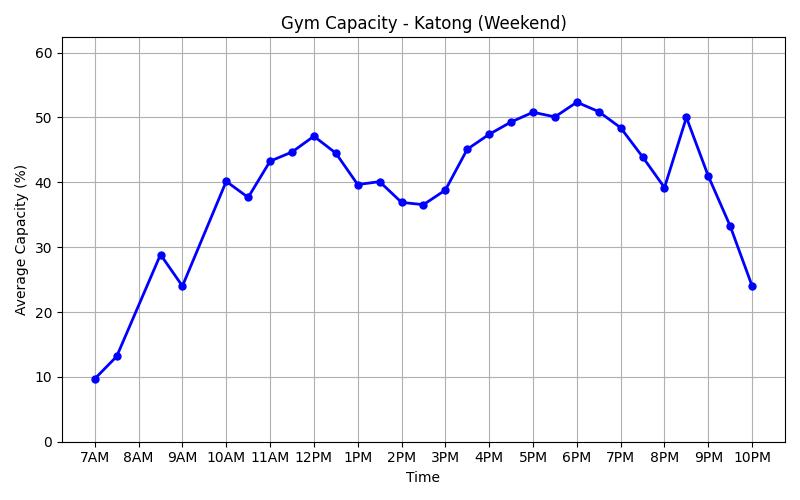 Gym Capacity - Katong (Weekend)
Average Capacity (%)
60
50
40
30
20
10
0
7AM 8AM 9AM 10AM 11AM 12PM 1PM 2PM 3PM 4PM 5PM 6PM 7PM 8PM 9PM 10PM
Time